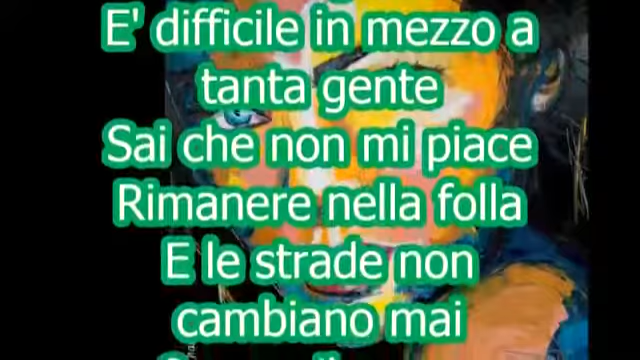 E' difficile in mezzo a
tanta gente
Sai che non mi piace
Rimanere nella folla
E le strade non
cambiano mai